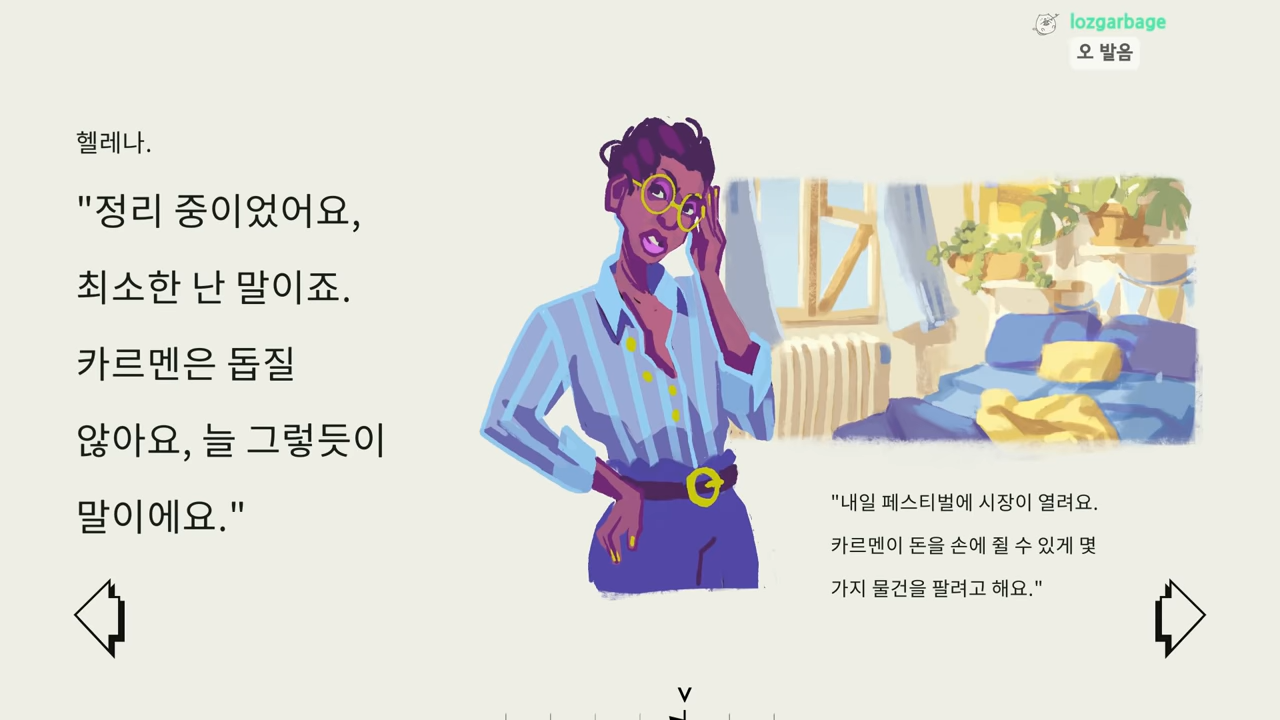 lozgarbage
오 발음
헬레나.
"정리 중이었어요,
최소한 난 말이죠.
카르멘은 돕질
않아요, 늘 그렇듯이
말이에요."
"내일 페스티벌에 시장이 열려요.
카르멘이 돈을 손에 쥘 수 있게 몇
가지 물건을 팔려고 해요."